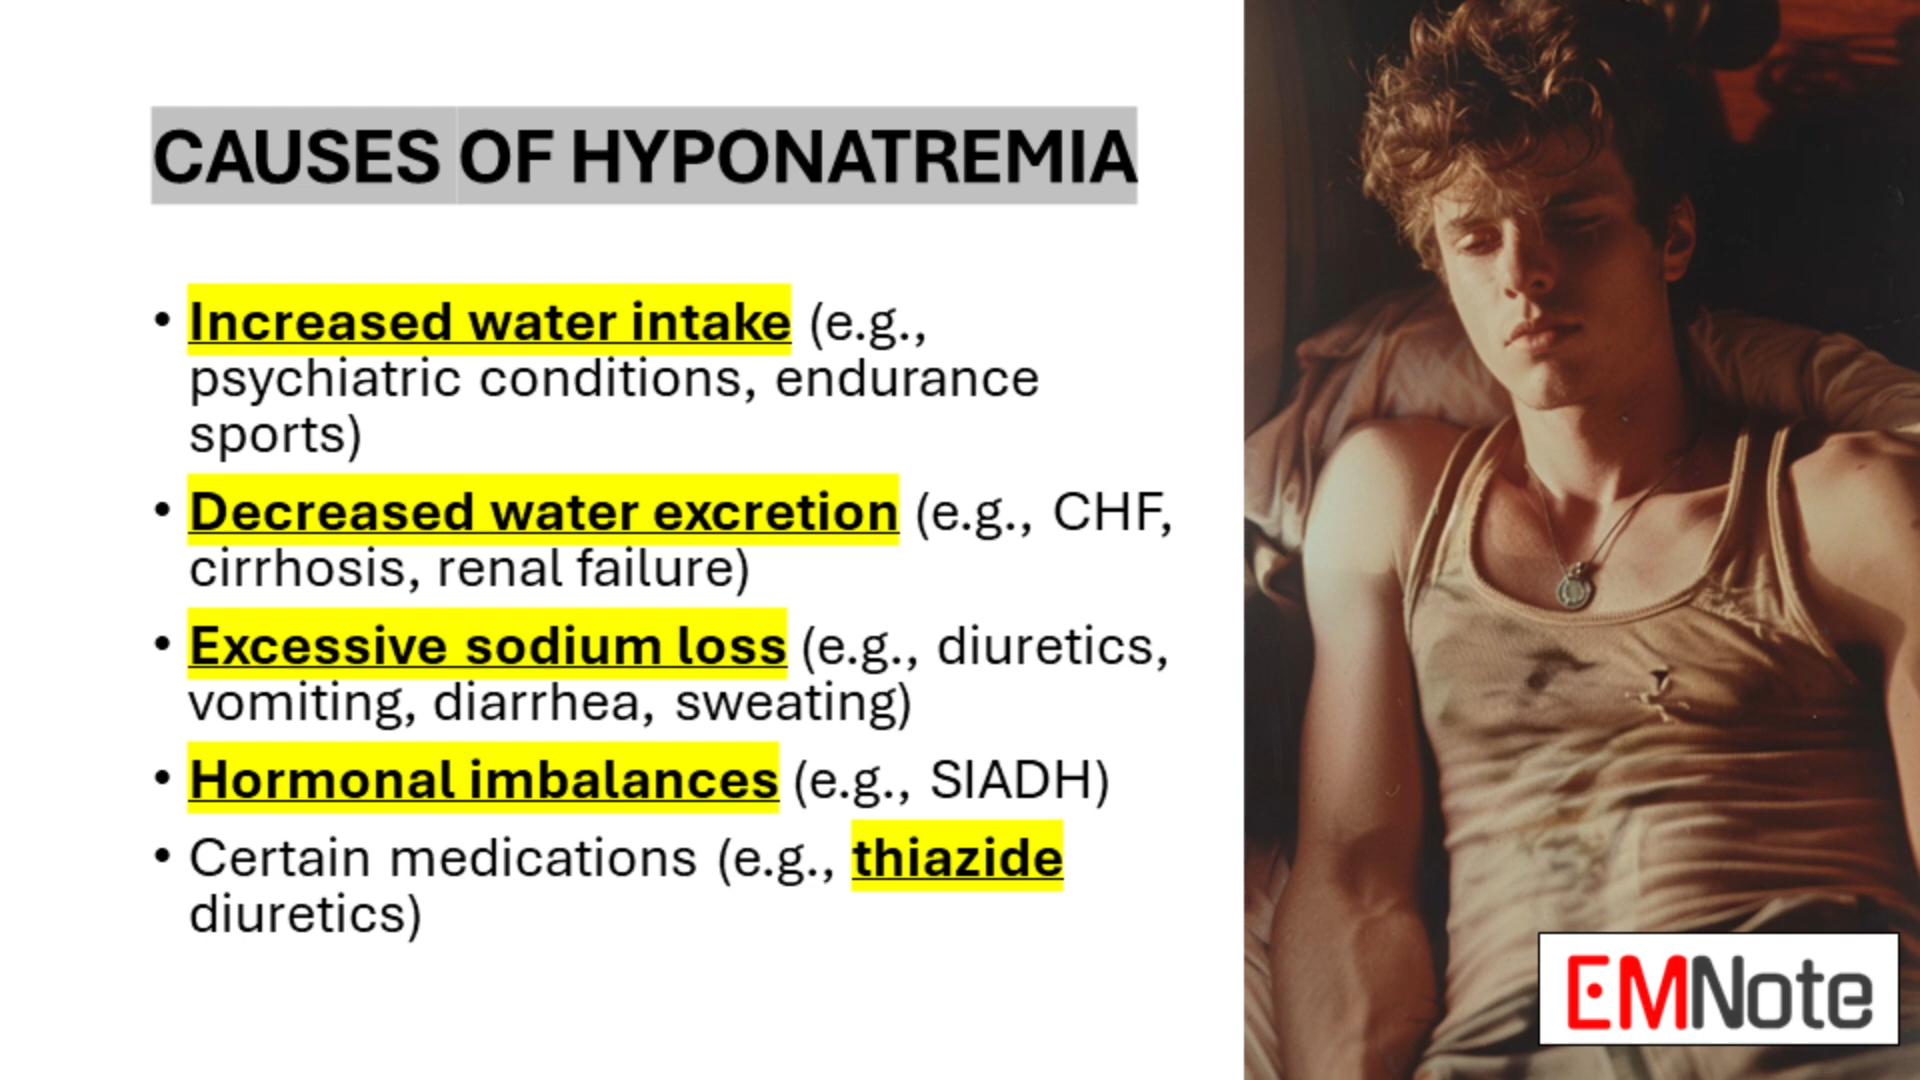 CAUSES OF HYPONATREMIA
• Increased water intake (e.g.,
psychiatric conditions, endurance
sports)
• Decreased water excretion (e.g., CHF,
cirrhosis, renal failure)
• Excessive sodium loss (e.g., diuretics,
vomiting, diarrhea, sweating)
• Hormonal imbalances (e.g., SIADH)
• Certain medications (e.g., thiazide
diuretics)
EMNote